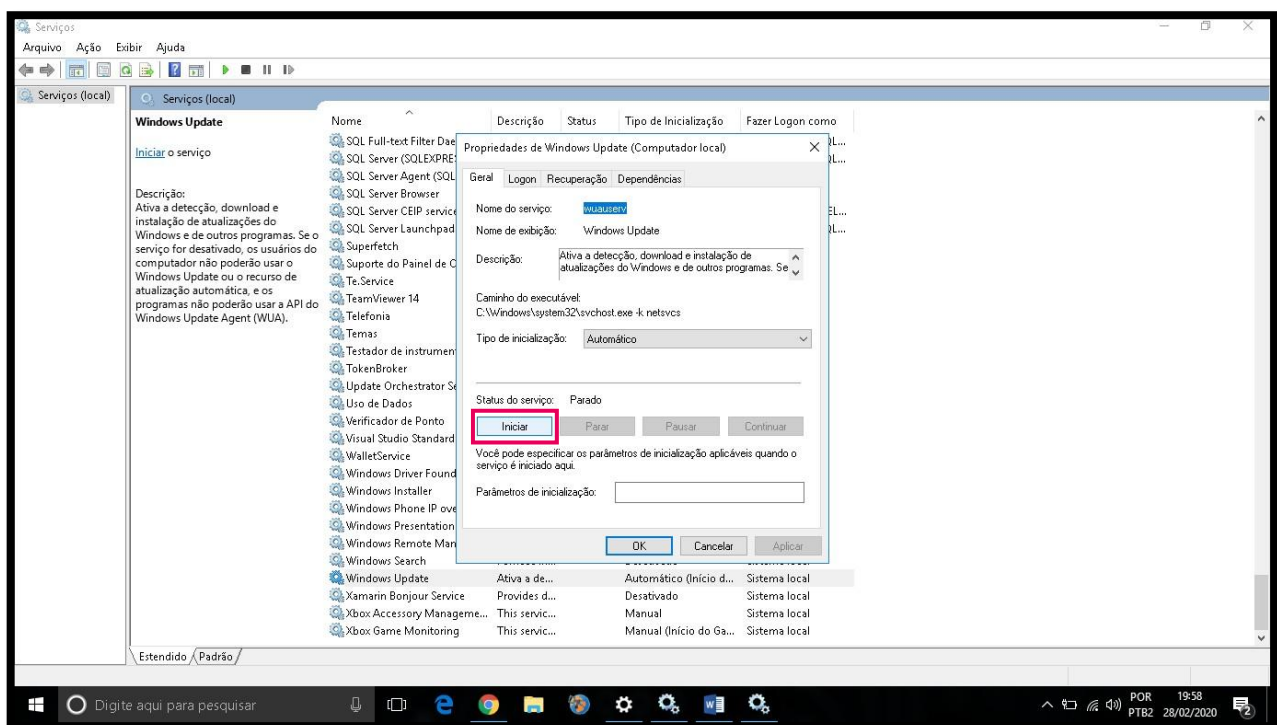 Serviços
Arquivo Ação Exibir Ajuda
Serviços (local)
Serviços (local)
Windows Update
Iniciar o serviço
Descrição:
Ativa a detecção, download e
instalação de atualizações do
Windows e de outros programas. Se o
serviço for desativado, os usuários do
computador não poderão usar o
Windows Update ou o recurso de
atualização automática, e os
programas não poderão usar a API do
Windows Update Agent (WUA).
Nome Descrição Status Tipo de Inicialização Fazer Logon como
SQL Full-text Filter Dae
SQL Server (SQLEXPRE
SQL Server Agent (SQL
SQL Server Browser
SQL Server CEIP service
SQL Server Launchpad
Superfetch
Suporte do Painel de C
Te.Service
TeamViewer 14
Telefonia
Temas
Testador de instrumen
TokenBroker
Update Orchestrator Se
Uso de Dados
Verificador de Ponto
Visual Studio Standard
WalletService
Windows Driver Found
Windows Installer
Windows Phone IP ove
Windows Presentation
Windows Remote Man
Windows Search
Windows Update Ativa a de... Automático (Início d... Sistema local
Xamarin Bonjour Service Provides d... Desativado Sistema local
Xbox Accessory Manageme... This servic... Manual Sistema local
Xbox Game Monitoring This servic... Manual (Início do Ga... Sistema local
Propriedades de Windows Update (Computador local)
Geral Logon Recuperação Dependências
Nome do serviço: wuauserv
Nome de exibição: Windows Update
Descrição: Ativa a detecção, download e instalação de
atualizações do Windows e de outros programas. Se
Caminho do executável:
C:\Windows\system32\svchost.exe -k netsvcs
Tipo de inicialização: Automático
Status do serviço: Parado
Iniciar Parar Pausar Continuar
Você pode especificar os parâmetros de inicialização aplicáveis quando o
serviço é iniciado aqui.
Parâmetros de inicialização:
OK Cancelar Aplicar
Estendido Padrão
Digite aqui para pesquisar
POR 19:58
PTB2 28/02/2020